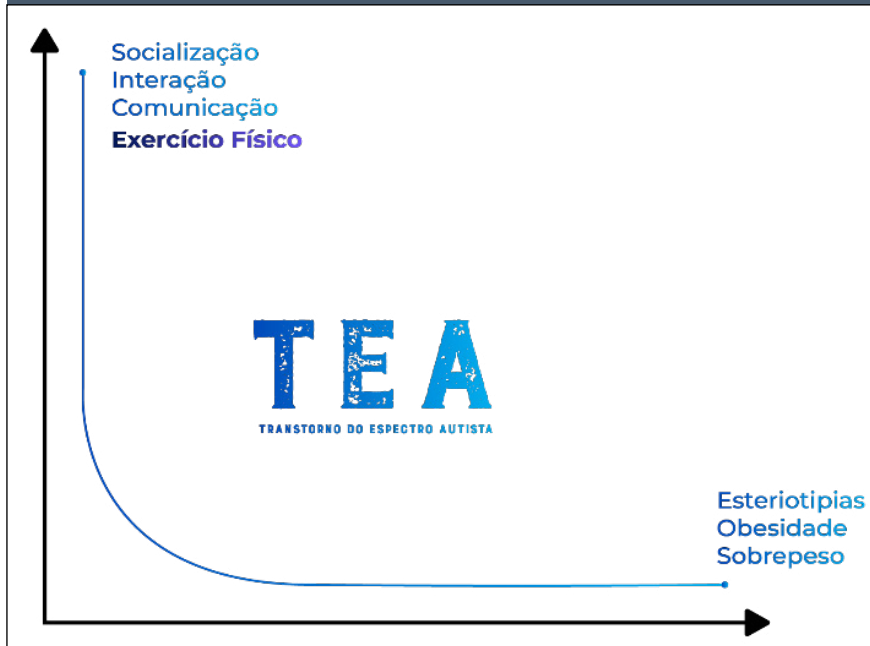 Socialização
Interação
Comunicação
Exercício Físico
TEA
TRANSTORNO DO ESPECTRO AUTISTA
Esteriotipias
Obesidade
Sobrepeso